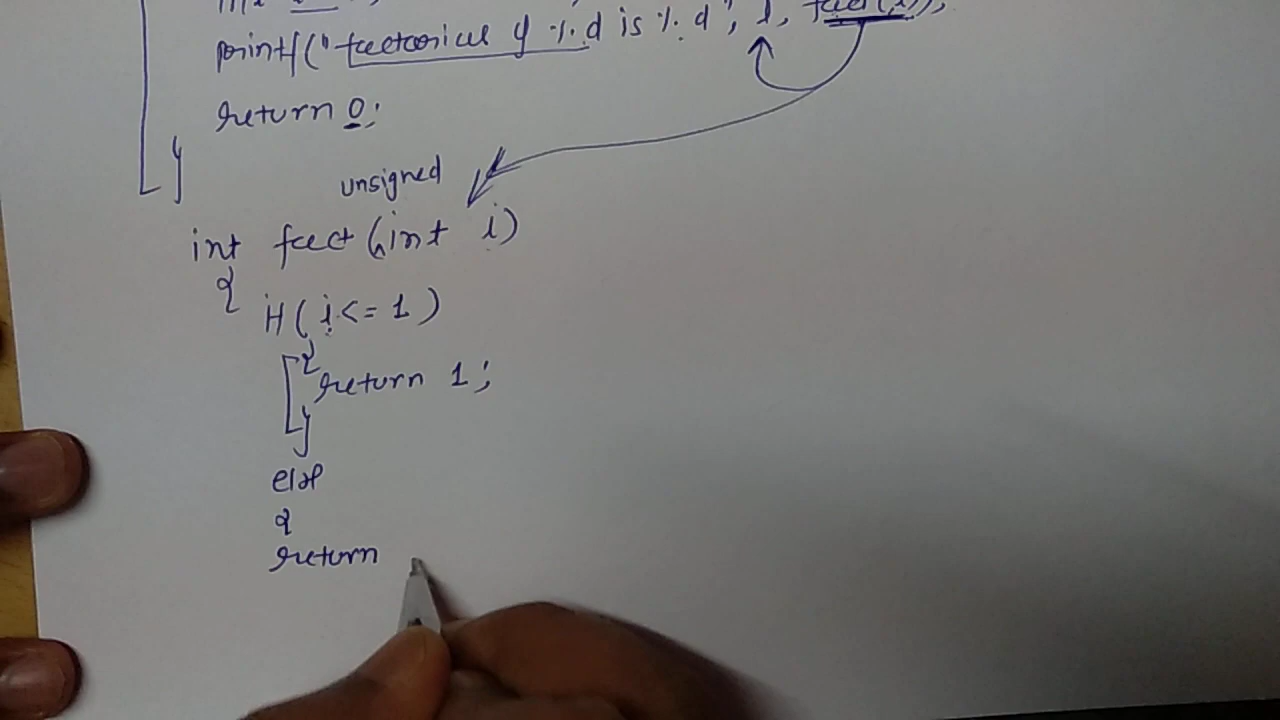 printf("factorial of %d is %d", i, fact(i));
return 0;
}
unsigned
int fact (int i)
{
if ( i <= 1 )
{
return 1;
}
else
{
return